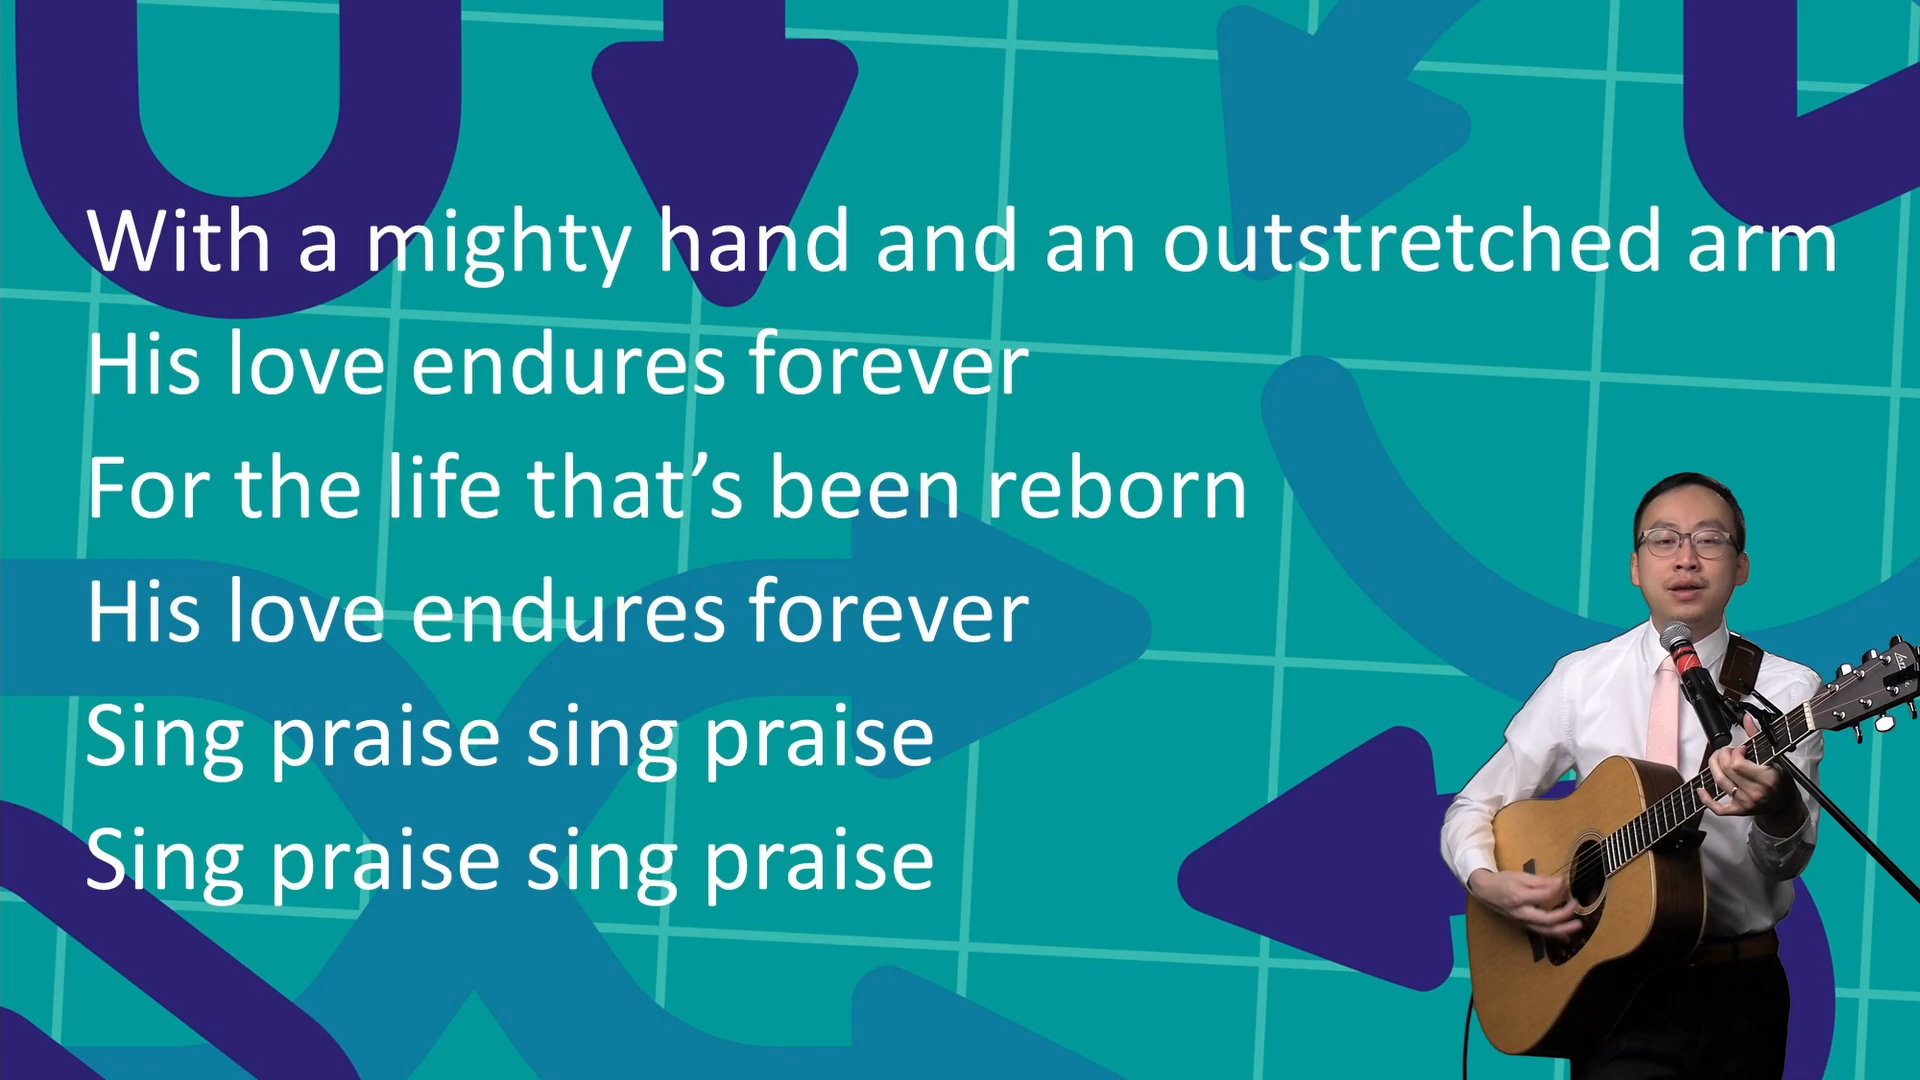 With a mighty hand and an outstretched arm
His love endures forever
For the life that’s been reborn
His love endures forever
Sing praise sing praise
Sing praise sing praise